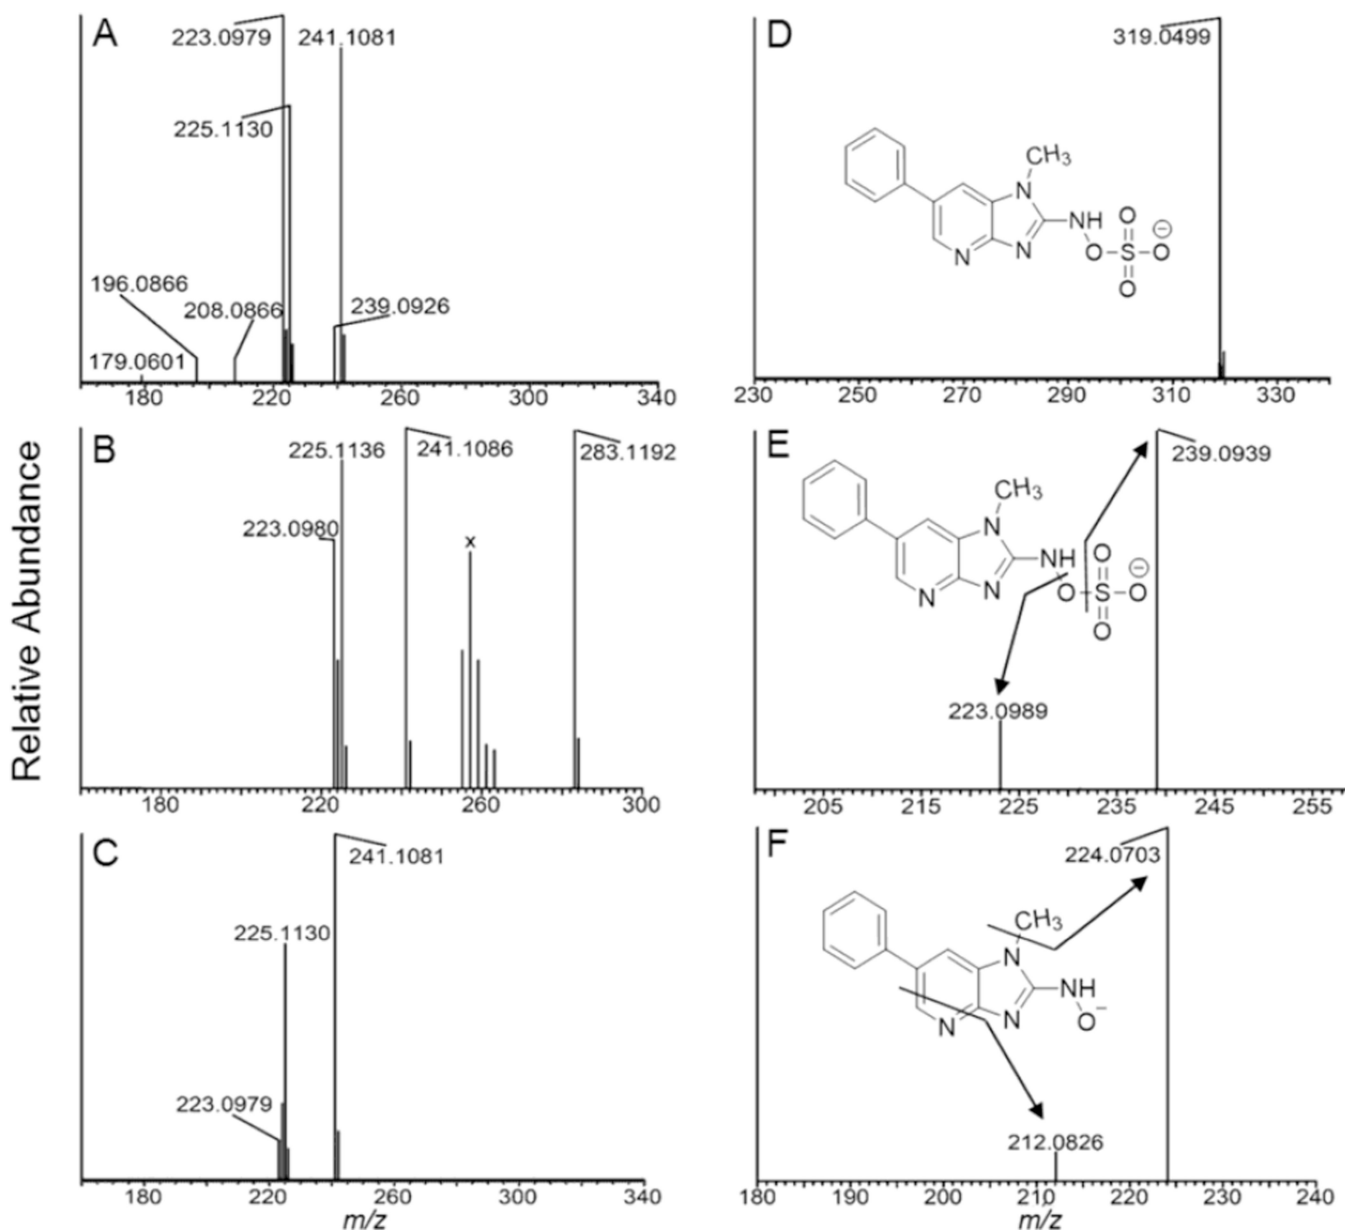 Relative Abundance
A
223.0979 241.1081
225.1130
196.0866
208.0866
239.0926
179.0601
180 220 260 300 340
B
225.1136
241.1086
283.1192
223.0980
x
180 220 260 300
C
241.1081
225.1130
223.0979
180 220 260 300 340
m/z
D
319.0499
CH3
N
NH
O
O S O
N N
O
230 250 270 290 310 330
E
239.0939
CH3
N
NH
O
O S O
N N
O
223.0989
205 215 225 235 245 255
F
224.0703
CH3
N
NH
N N
O−
212.0826
180 190 200 210 220 230 240
m/z